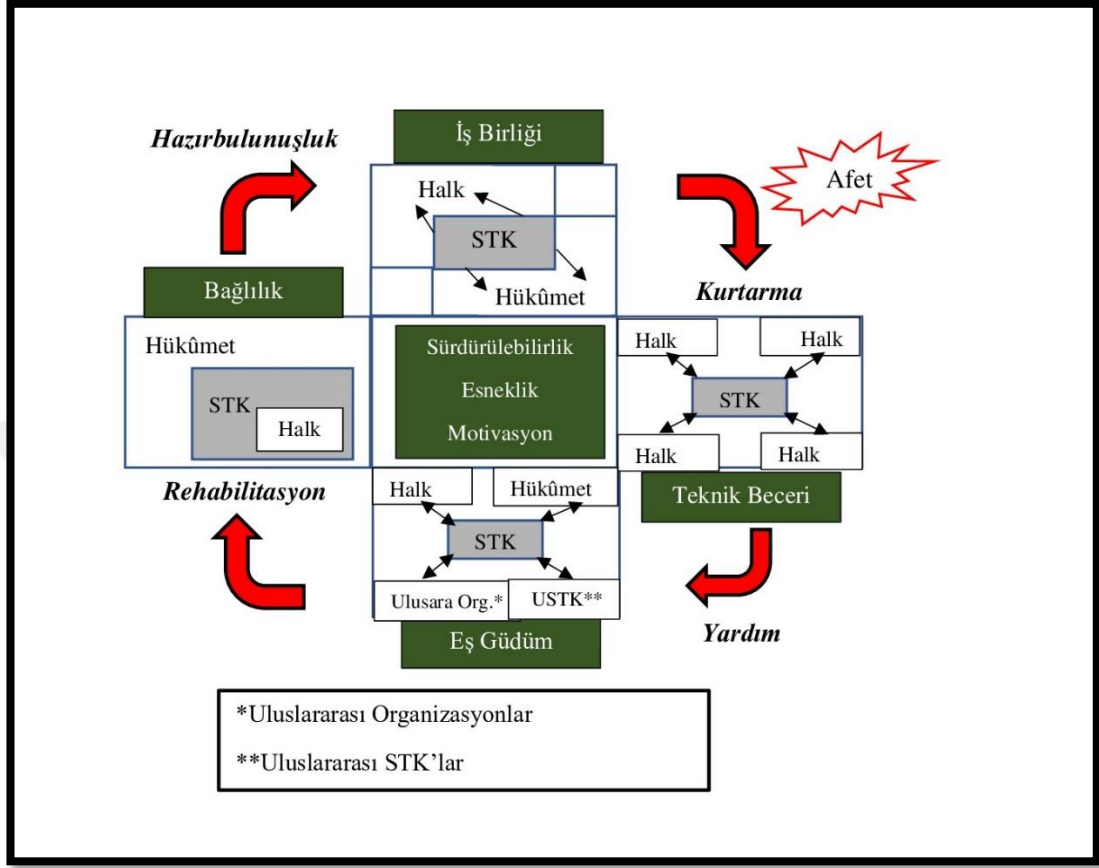 Hazırbulunuşluk
İş Birliği
Afet
Halk
STK
Hükûmet
Kurtarma
Bağlılık
Hükûmet
STK
Halk
Sürdürülebilirlik
Esneklik
Motivasyon
Halk
Halk
STK
Halk
Halk
Rehabilitasyon
Teknik Beceri
Halk
Hükûmet
STK
Ulusara Org.*
USTK**
Yardım
Eş Güdüm
*Uluslararası Organizasyonlar
**Uluslararası STK’lar